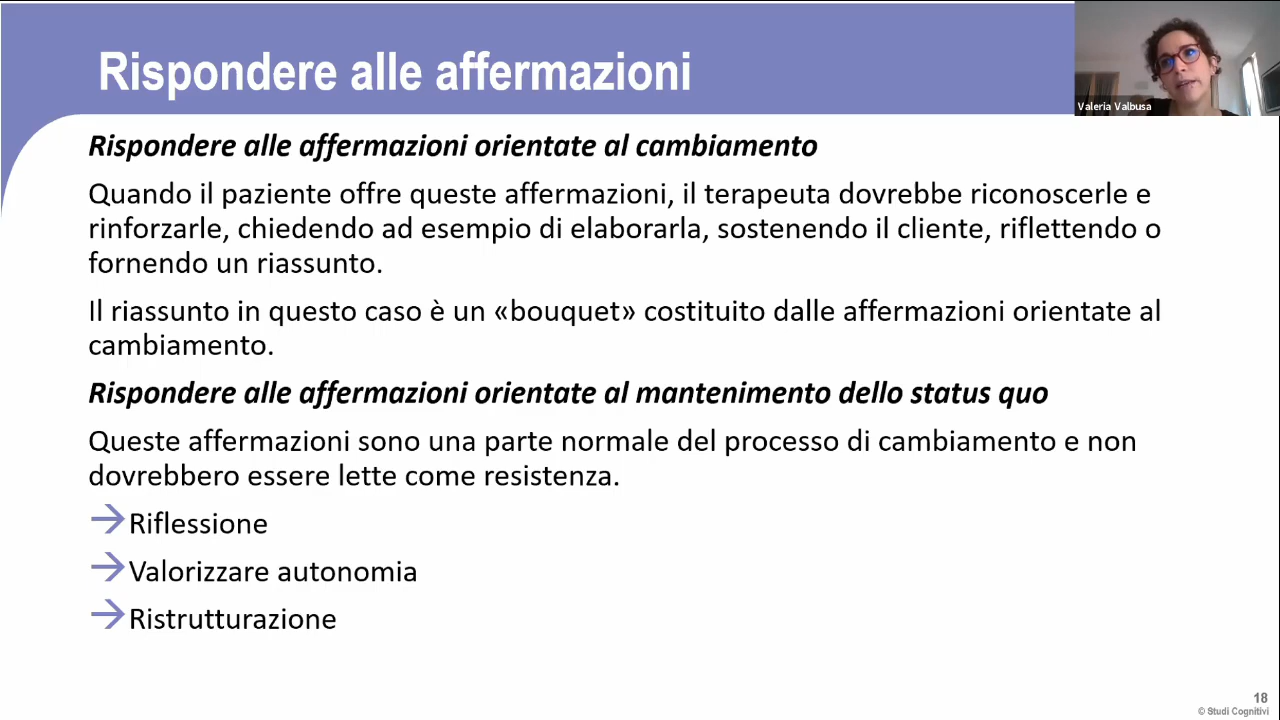 Rispondere alle affermazioni
Valeria Valbusa
Rispondere alle affermazioni orientate al cambiamento
Quando il paziente offre queste affermazioni, il terapeuta dovrebbe riconoscerle e
rinforzarle, chiedendo ad esempio di elaborarla, sostenendo il cliente, riflettendo o
fornendo un riassunto.
Il riassunto in questo caso è un «bouquet» costituito dalle affermazioni orientate al
cambiamento.
Rispondere alle affermazioni orientate al mantenimento dello status quo
Queste affermazioni sono una parte normale del processo di cambiamento e non
dovrebbero essere lette come resistenza.
→Riflessione
→Valorizzare autonomia
→Ristrutturazione
18
© Studi Cognitivi